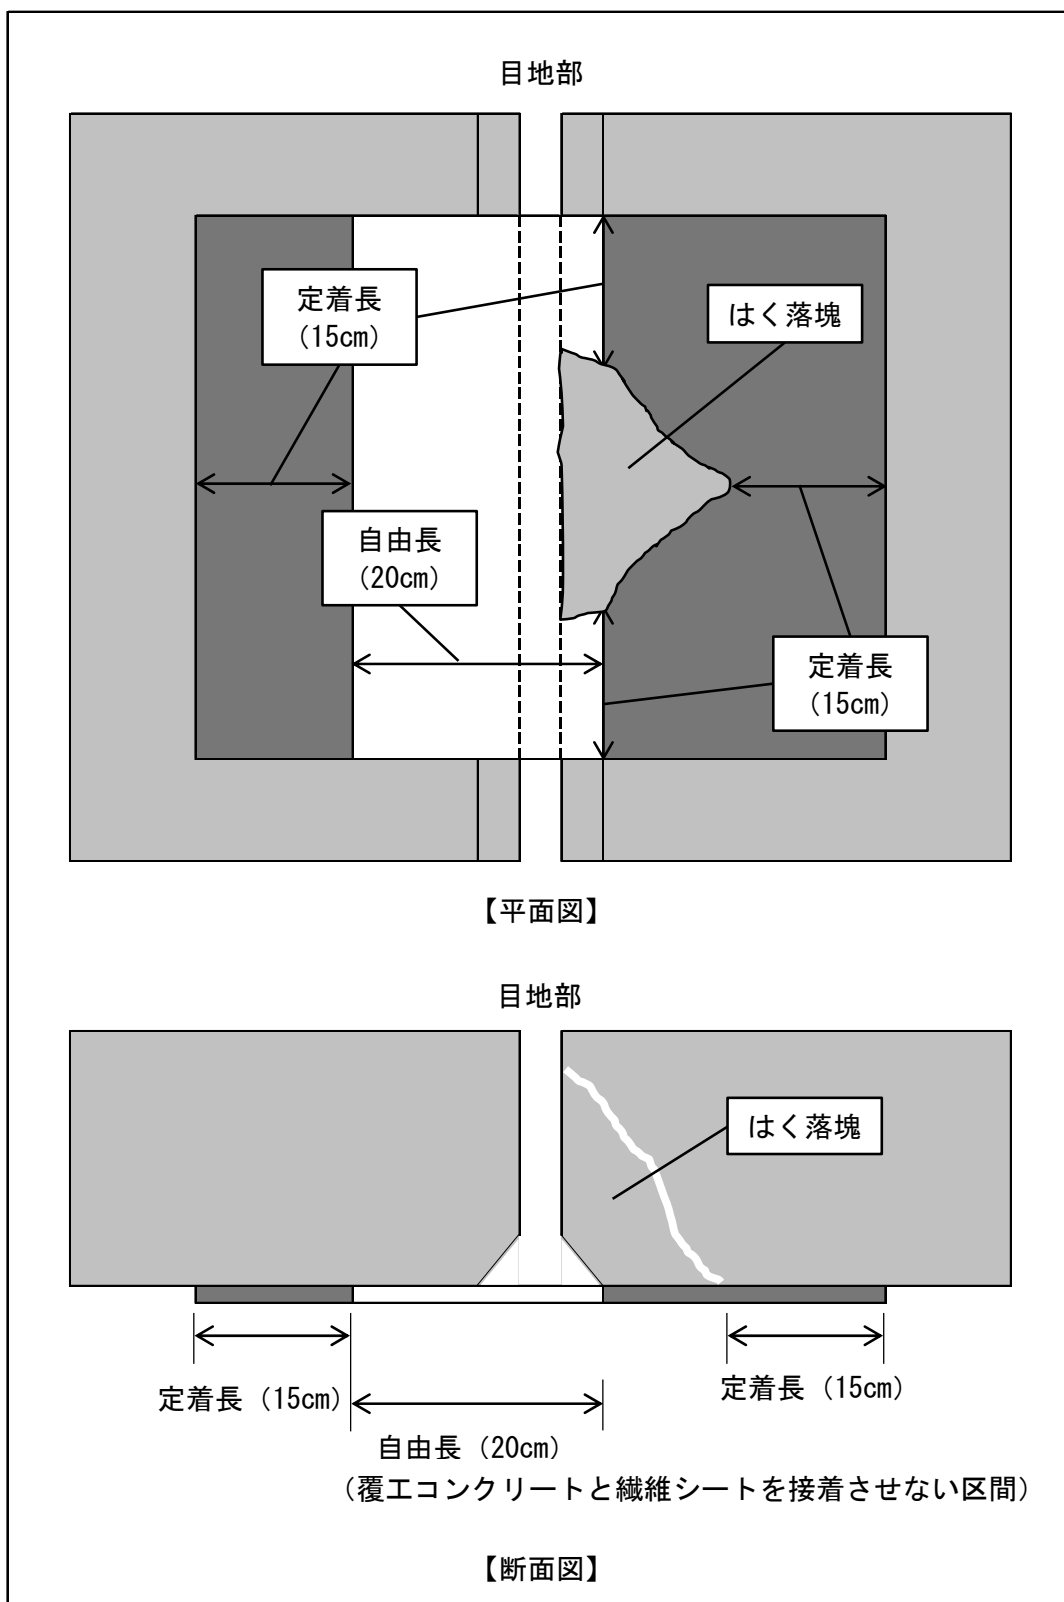 目地部
定着長
(15cm)
はく落塊
自由長
(20cm)
定着長
(15cm)
【平面図】
目地部
はく落塊
定着長 (15cm)
定着長 (15cm)
自由長 (20cm)
(覆工コンクリートと繊維シートを接着させない区間)
【断面図】